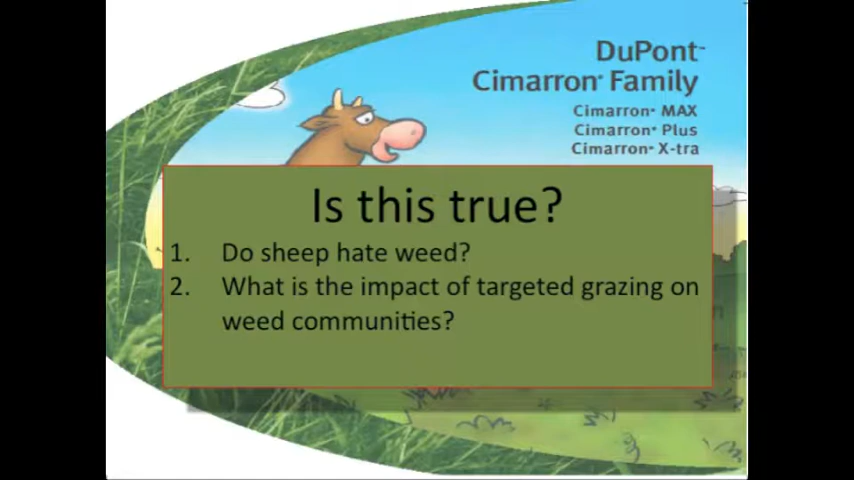 DuPont™
Cimarron® Family
Cimarron® MAX
Cimarron® Plus
Cimarron® X-tra
Is this true?
1. Do sheep hate weed?
2. What is the impact of targeted grazing on
weed communities?